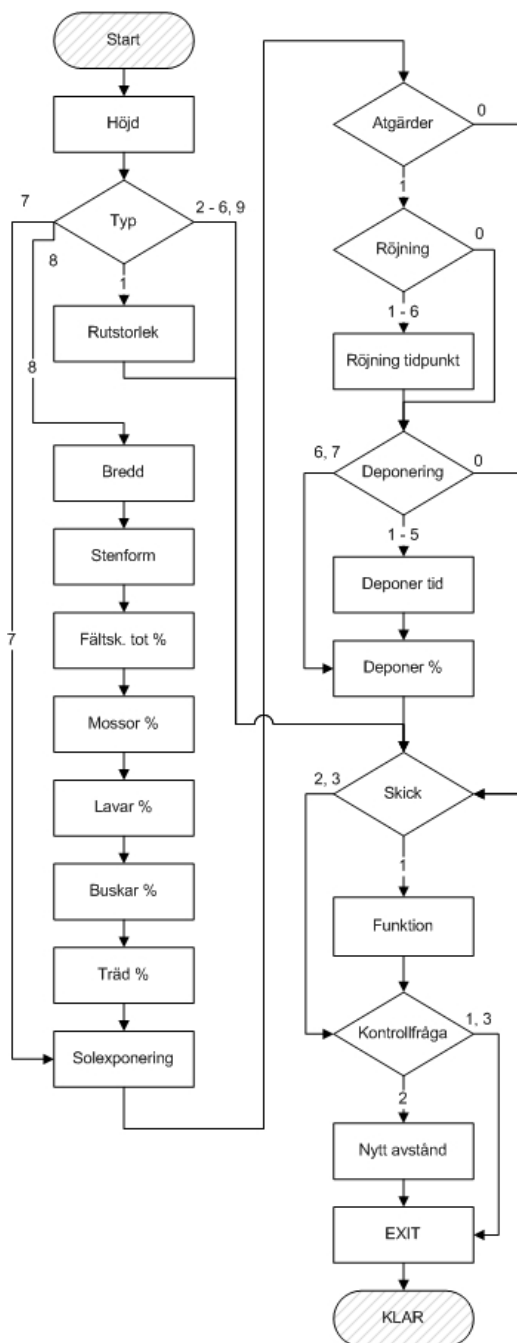 Start
Höjd
Typ
7
8
2 - 6, 9
1
Rutstorlek
8
Bredd
Stenform
Fältsk. tot %
7
Mossor %
Lavar %
Buskar %
Träd %
Solexponering
Atgärder
0
1
Röjning
0
1 - 6
Röjning tidpunkt
6, 7
Deponering
0
1 - 5
Deponer tid
Deponer %
2, 3
Skick
1
Funktion
Kontrollfråga
1, 3
2
Nytt avstånd
EXIT
KLAR